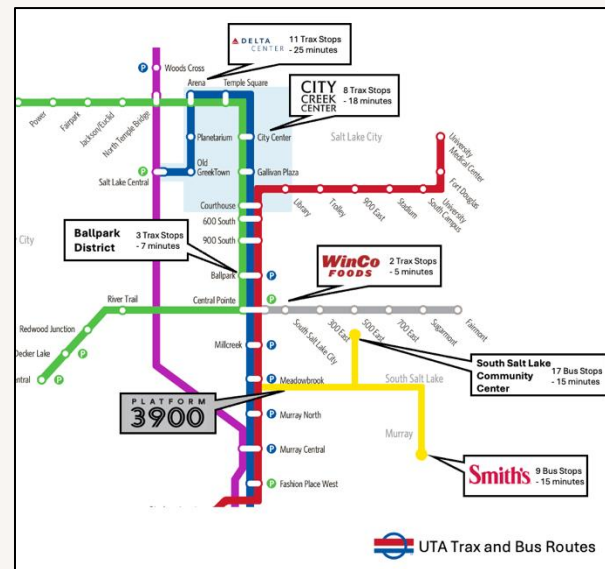 DELTA
CENTER
11 Trax Stops
- 25 minutes
Woods Cross
Arena
Temple Square
CITY
CREEK
CENTER
8 Trax Stops
- 18 minutes
Power
Fairpark
Jackson/Euclid
North Temple Bridge
Planetarium
City Center
Salt Lake City
University
Medical Center
Old
GreekTown
Salt Lake Central
Gallivan Plaza
Fort Douglas
Courthouse
Library
Trolley
900 East
Stadium
University
South Campus
600 South
y City
Ballpark
District
3 Trax Stops
- 7 minutes
900 South
WinCo
FOODS
2 Trax Stops
- 5 minutes
Ballpark
River Trail
Central Pointe
Redwood Junction
South Salt Lake City
300 East
500 East
700 East
Sugarmont
Fairmont
Decker Lake
Millcreek
South Salt Lake
Community
Center
17 Bus Stops
- 15 minutes
entral
Meadowbrook
South Salt Lake
PLATFORM
3900
Murray North
Murray
Murray Central
Smith's
9 Bus Stops
- 15 minutes
Fashion Place West
UTA Trax and Bus Routes